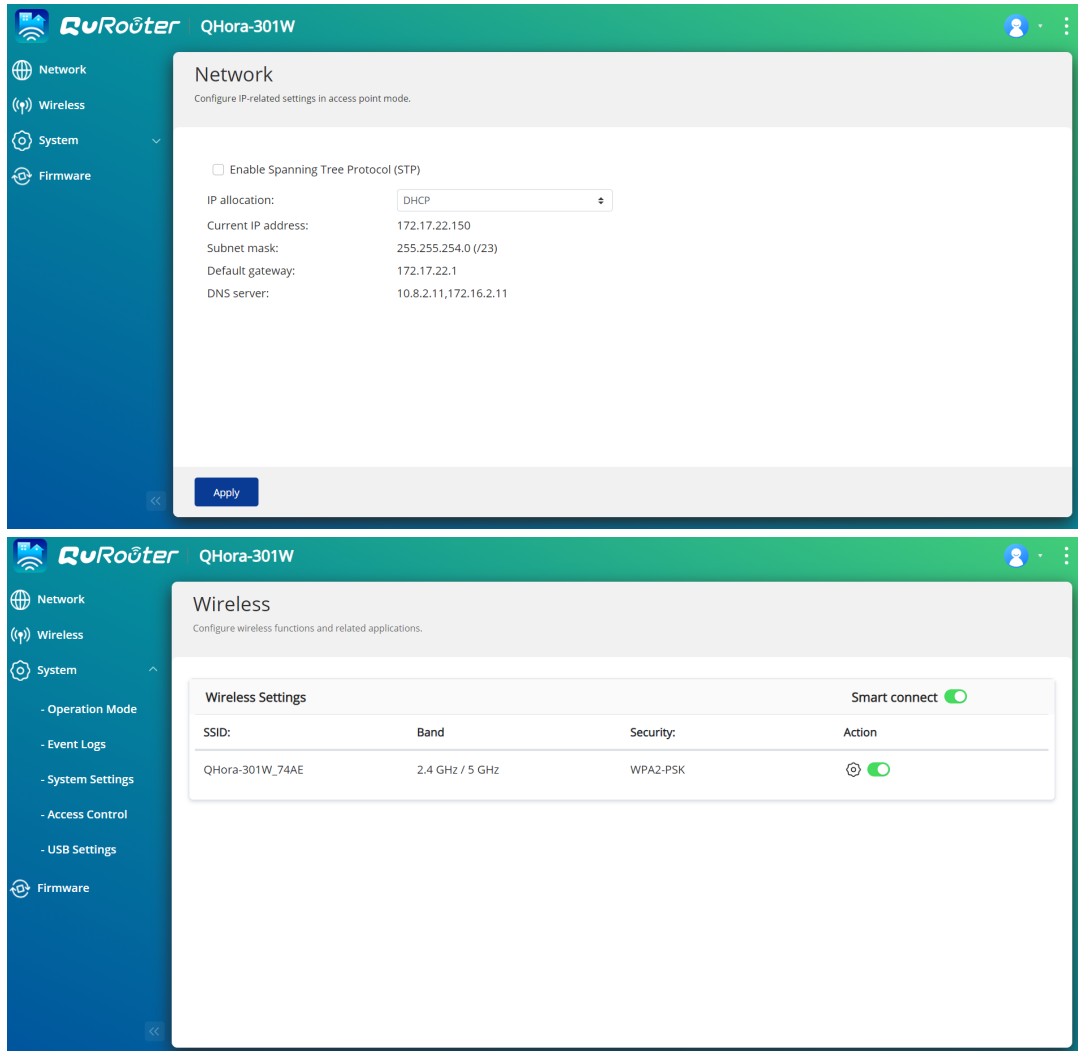 QuRouter QHora-301W
Network
Wireless
System
Firmware
Network
Configure IP-related settings in access point mode.
Enable Spanning Tree Protocol (STP)
IP allocation: DHCP
Current IP address: 172.17.22.150
Subnet mask: 255.255.254.0 (/23)
Default gateway: 172.17.22.1
DNS server: 10.8.2.11,172.16.2.11
Apply
QuRouter QHora-301W
Network
Wireless
System
- Operation Mode
- Event Logs
- System Settings
- Access Control
- USB Settings
Firmware
Wireless
Configure wireless functions and related applications.
Wireless Settings Smart connect
SSID: Band Security: Action
QHora-301W_74AE 2.4 GHz / 5 GHz WPA2-PSK